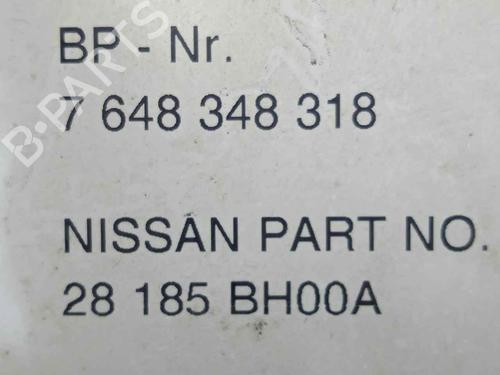 BP - Nr.
7 648 348 318
NISSAN PART NO.
28 185 BH00A
B-PARTS